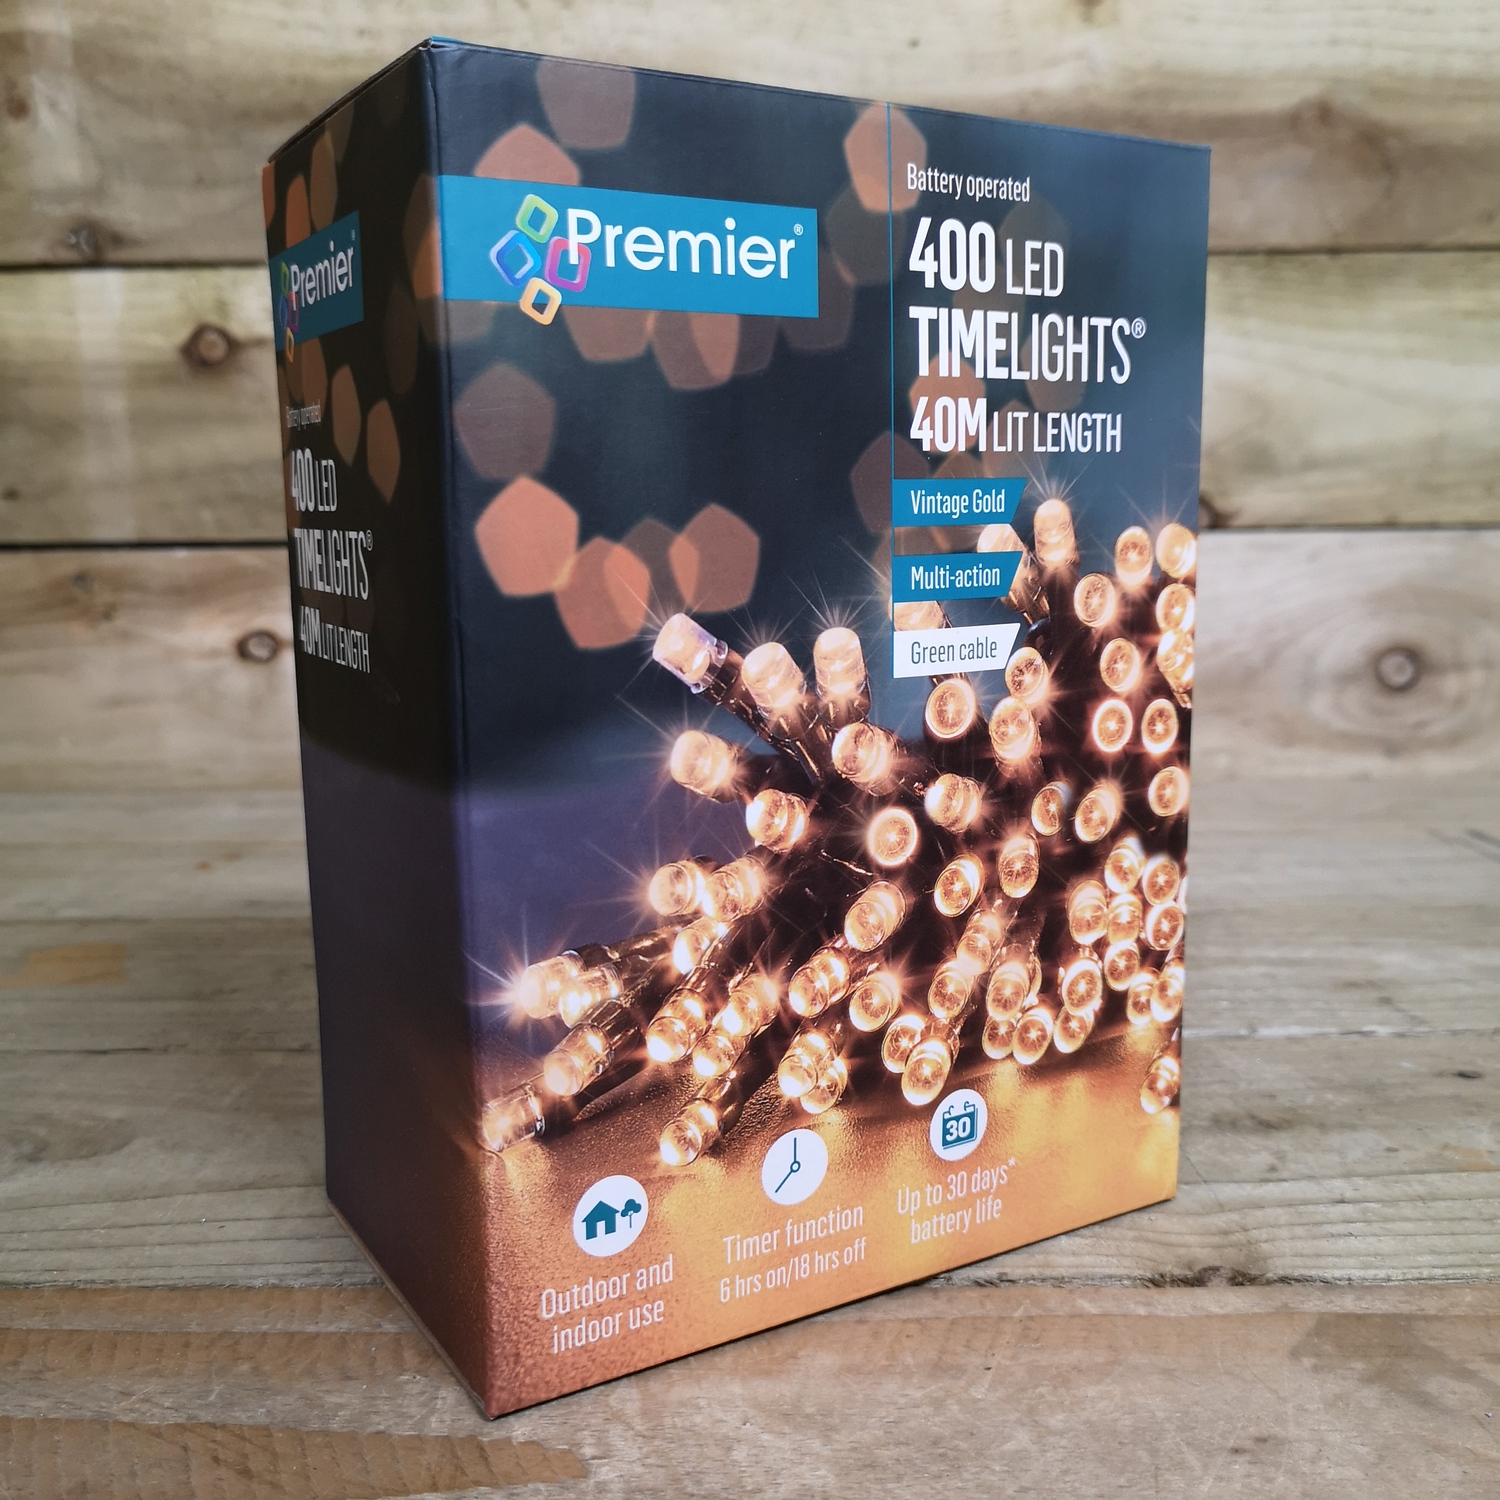 Premier®
Battery operated
400 LED
TIMELIGHTS®
40M LIT LENGTH
Vintage Gold
Multi-action
Green cable
30
Outdoor and
indoor use
Timer function
6 hrs on/18 hrs off
Up to 30 days*
battery life
Premier®
Battery operated
400 LED
TIMELIGHTS®
40M LIT LENGTH